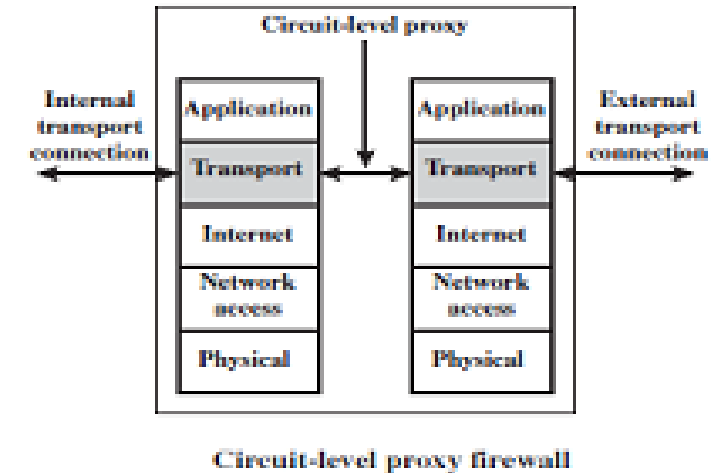 Circuit-level proxy
Internal
transport
connection
Application
Transport
Internet
Network
access
Physical
Application
Transport
Internet
Network
access
Physical
External
transport
connection
Circuit-level proxy firewall